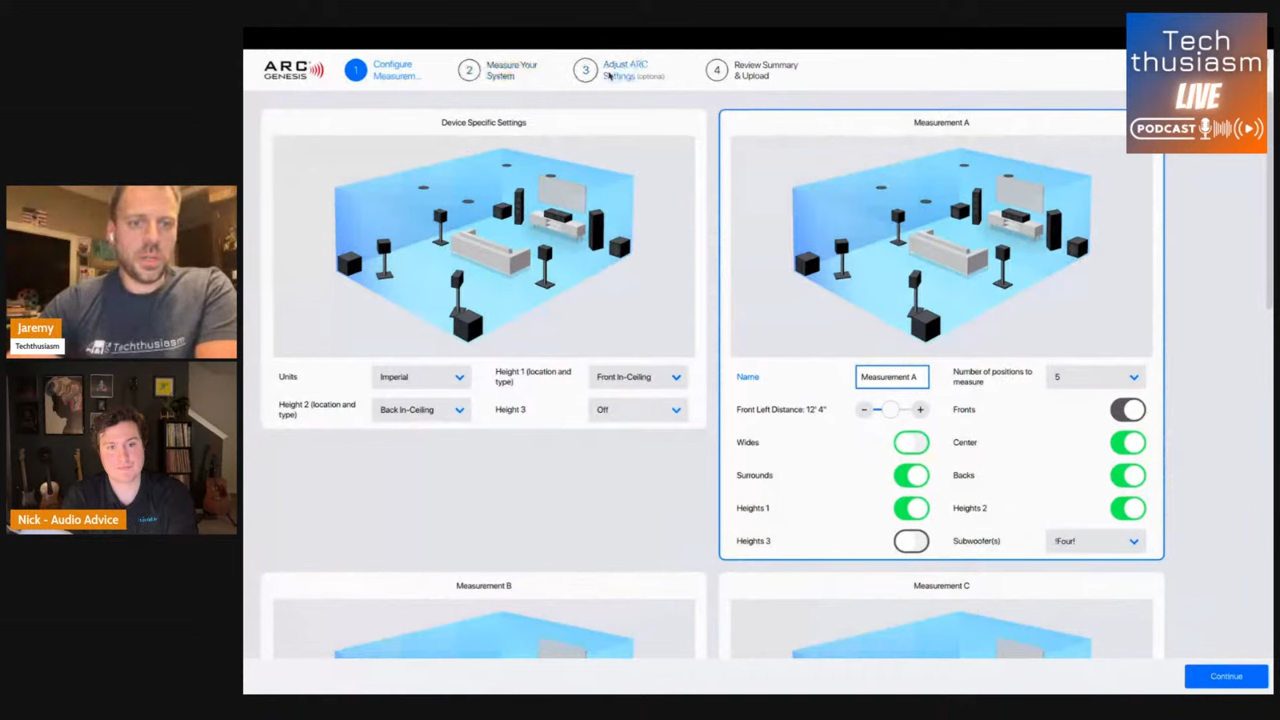 Tech
thusiasm
LIVE
PODCAST
ARC
GENESIS
1
Configure
Measurem...
2
Measure Your
System
3
Adjust ARC
Settings (optional)
4
Review Summary
& Upload
Device Specific Settings
Units
Imperial
Height 1 (location and
type)
Front In-Ceiling
Height 2 (location and
type)
Back In-Ceiling
Height 3
Off
Measurement A
Name
Measurement A
Number of positions to
measure
5
Front Left Distance: 12' 4"
Fronts
Wides
Center
Surrounds
Backs
Heights 1
Heights 2
Heights 3
Subwoofer(s)
!Four!
Measurement B
Measurement C
Continue
Jaremy
Techthusiasm
Techthusiasm
Nick - Audio Advice